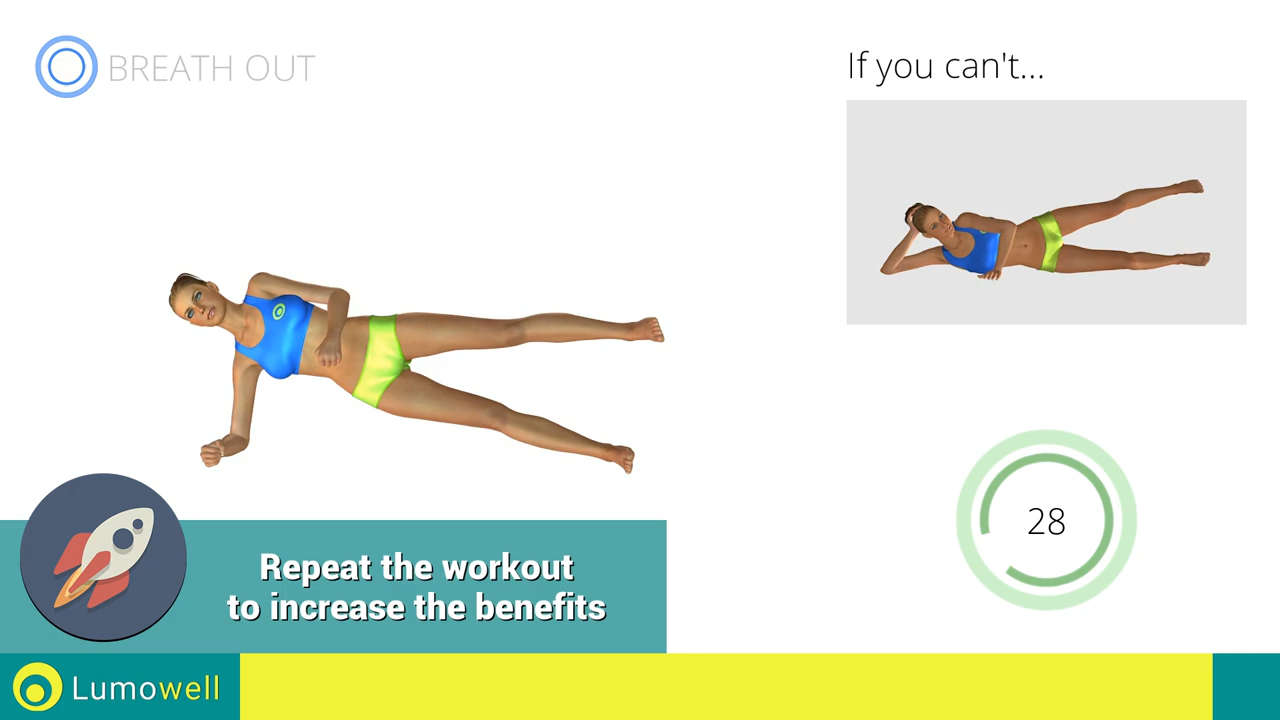 BREATH OUT
If you can't...
28
Repeat the workout
to increase the benefits
Lumowell